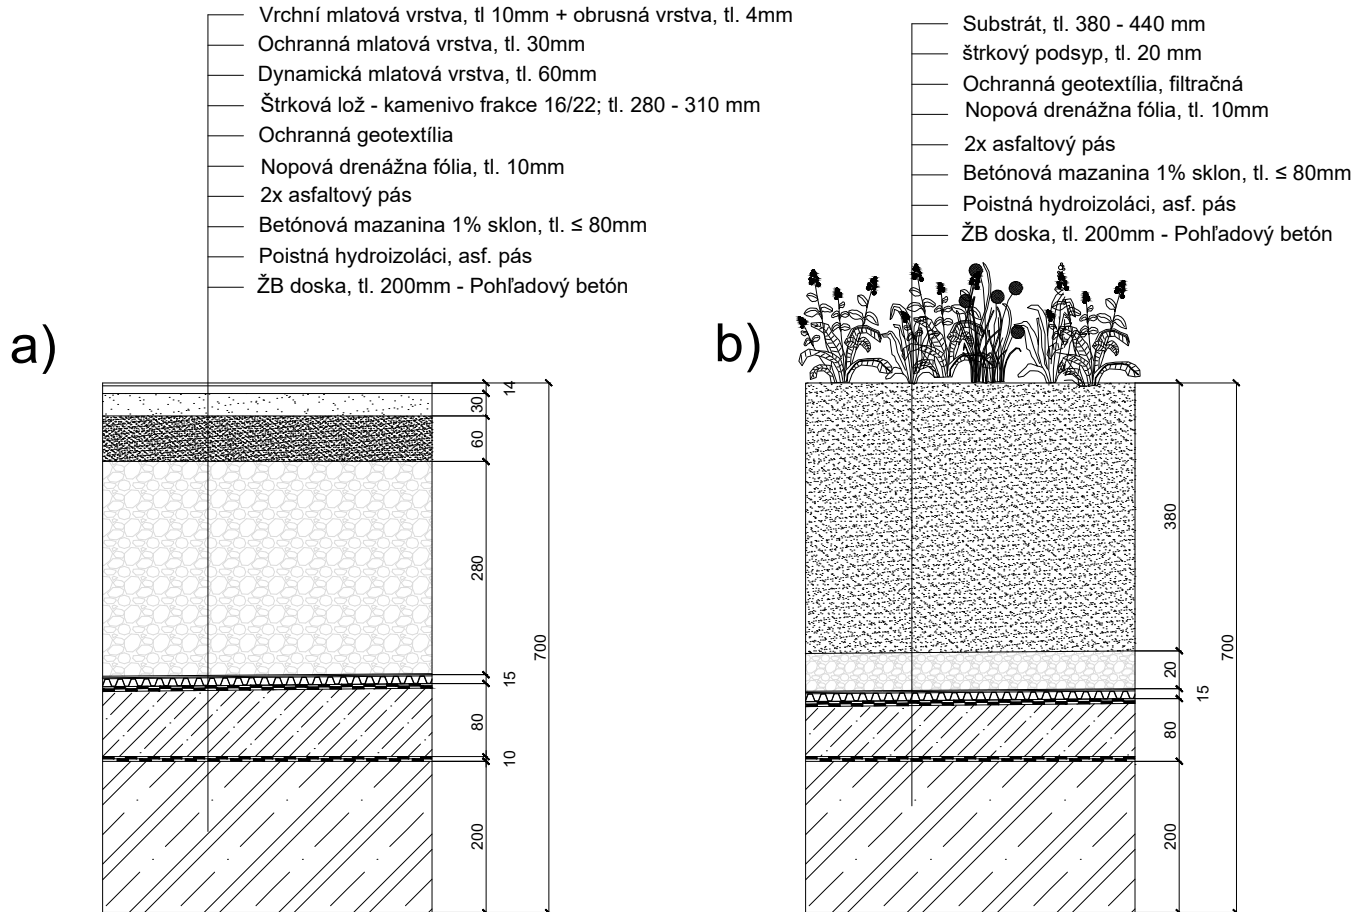 Vrchní mlatová vrstva, tl 10mm + obrusná vrstva, tl. 4mm
Ochranná mlatová vrstva, tl. 30mm
Dynamická mlatová vrstva, tl. 60mm
Štrková lož - kamenivo frakce 16/22; tl. 280 - 310 mm
Ochranná geotextília
Nopová drenážna fólia, tl. 10mm
2x asfaltový pás
Betónová mazanina 1% sklon, tl. ≤ 80mm
Poistná hydroizoláci, asf. pás
ŽB doska, tl. 200mm - Pohľadový betón
a)
14
30
60
280
15
80
10
200
700
Substrát, tl. 380 - 440 mm
štrkový podsyp, tl. 20 mm
Ochranná geotextília, filtračná
Nopová drenážna fólia, tl. 10mm
2x asfaltový pás
Betónová mazanina 1% sklon, tl. ≤ 80mm
Poistná hydroizoláci, asf. pás
ŽB doska, tl. 200mm - Pohľadový betón
b)
380
20
15
80
200
700